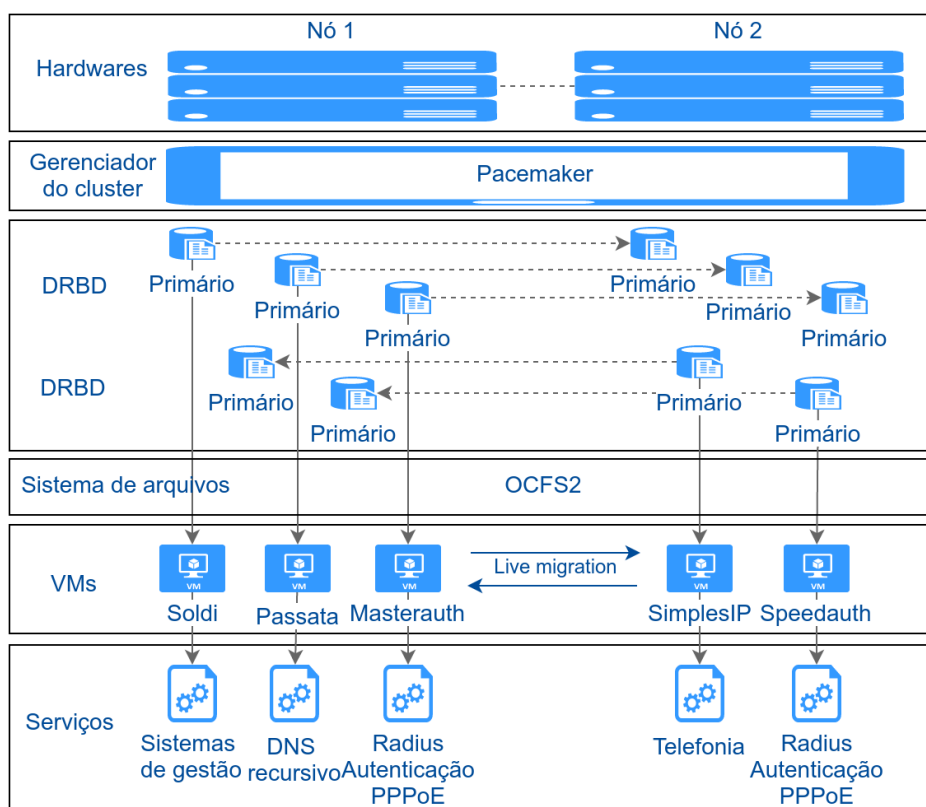 Nó 1
Nó 2
Hardwares
Gerenciador
do cluster
Pacemaker
DRBD
Primário
Primário
Primário
Primário
Primário
Primário
DRBD
Primário
Primário
Primário
Primário
Sistema de arquivos
OCFS2
VMs
VM
VM
VM
VM
VM
Live migration
Soldi
Passata
Masterauth
SimplesIP
Speedauth
Serviços
Sistemas
de gestão
DNS
recursivo
Radius
Autenticação
PPPoE
Telefonia
Radius
Autenticação
PPPoE